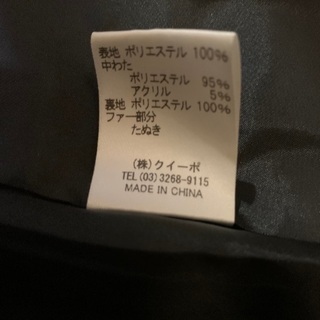 表地 ポリエステル 100%
中わた
ポリエステル 95%
アクリル 5%
裏地 ポリエステル 100%
ファー部分
たぬき
(株)クイーポ
TEL (03)3268-9115
MADE IN CHINA